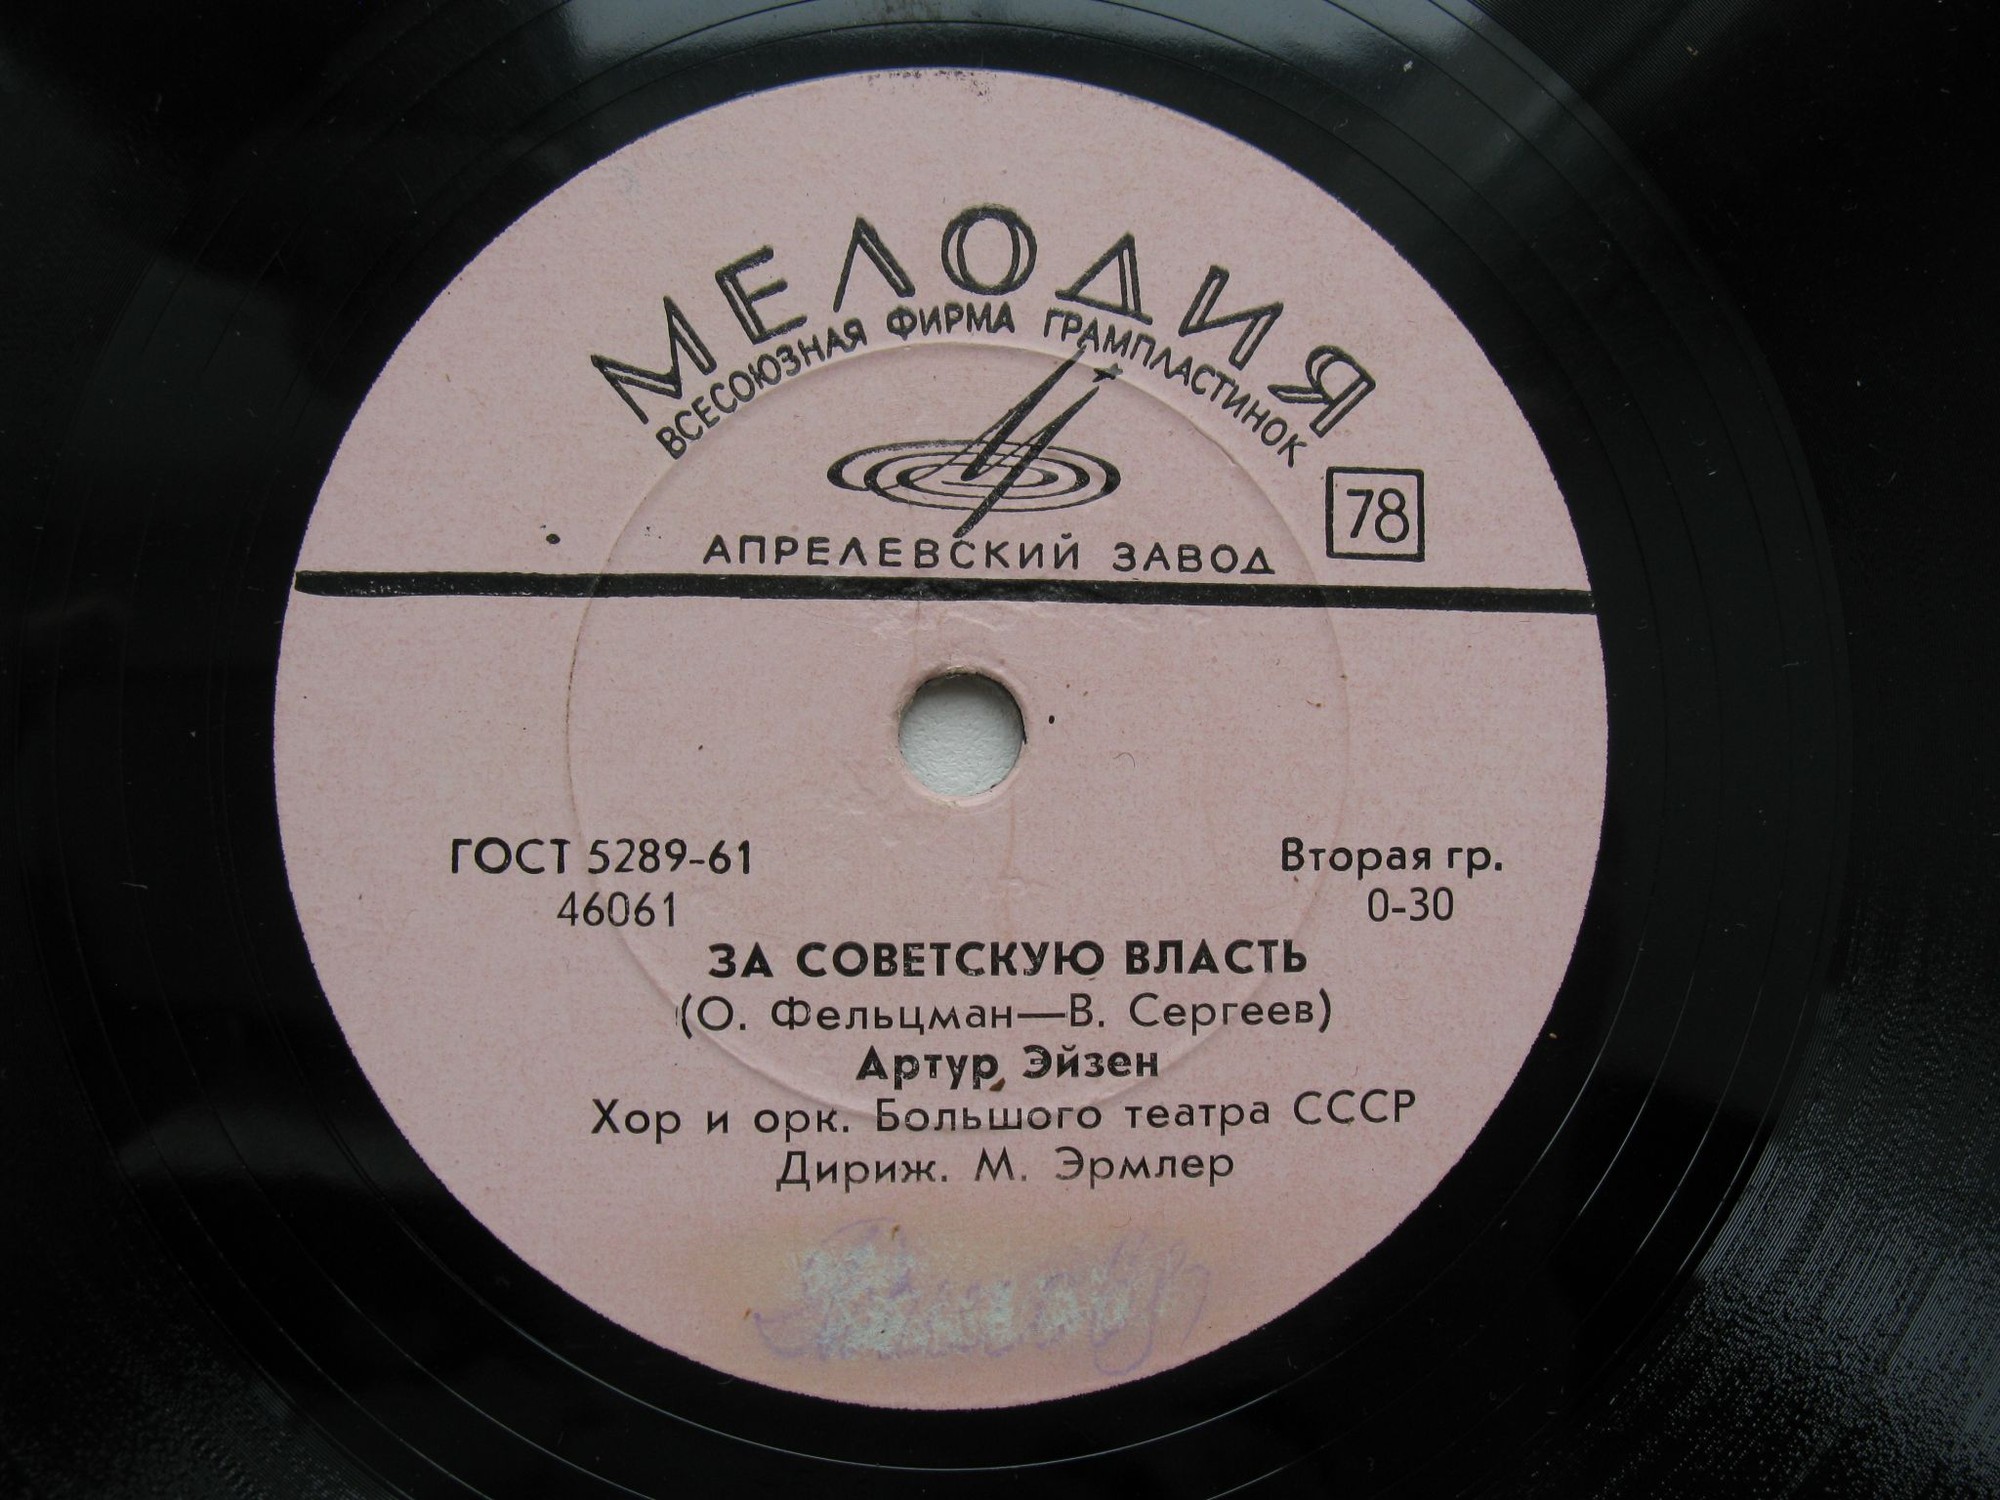 МЕЛОДИЯ
ВСЕСОЮЗНАЯ ФИРМА ГРАМПЛАСТИНОК
78
АПРЕЛЕВСКИЙ ЗАВОД
ГОСТ 5289-61
Вторая гр.
46061
0-30
ЗА СОВЕТСКУЮ ВЛАСТЬ
(О. Фельцман—В. Сергеев)
Артур Эйзен
Хор и орк. Большого театра СССР
Дириж. М. Эрмлер